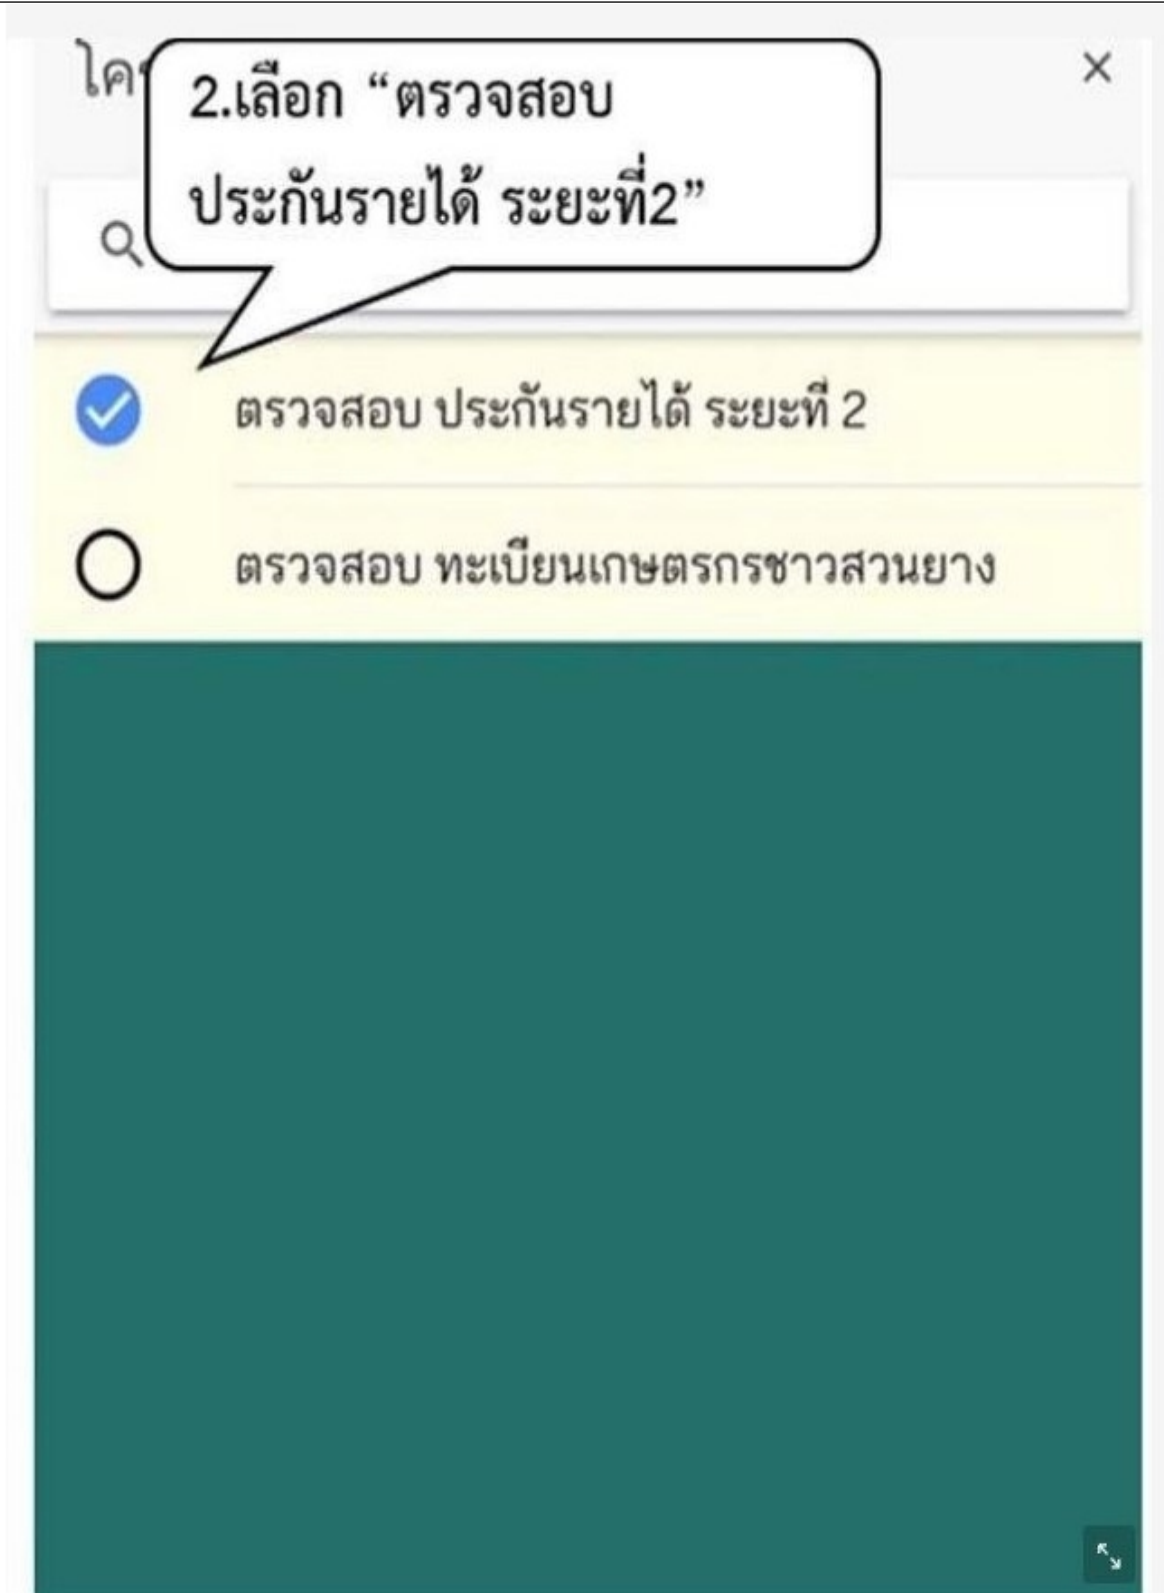 2.เลือก “ตรวจสอบ
ประกันรายได้ ระยะที่2”
ตรวจสอบ ประกันรายได้ ระยะที่ 2
ตรวจสอบ ทะเบียนเกษตรกรชาวสวนยาง